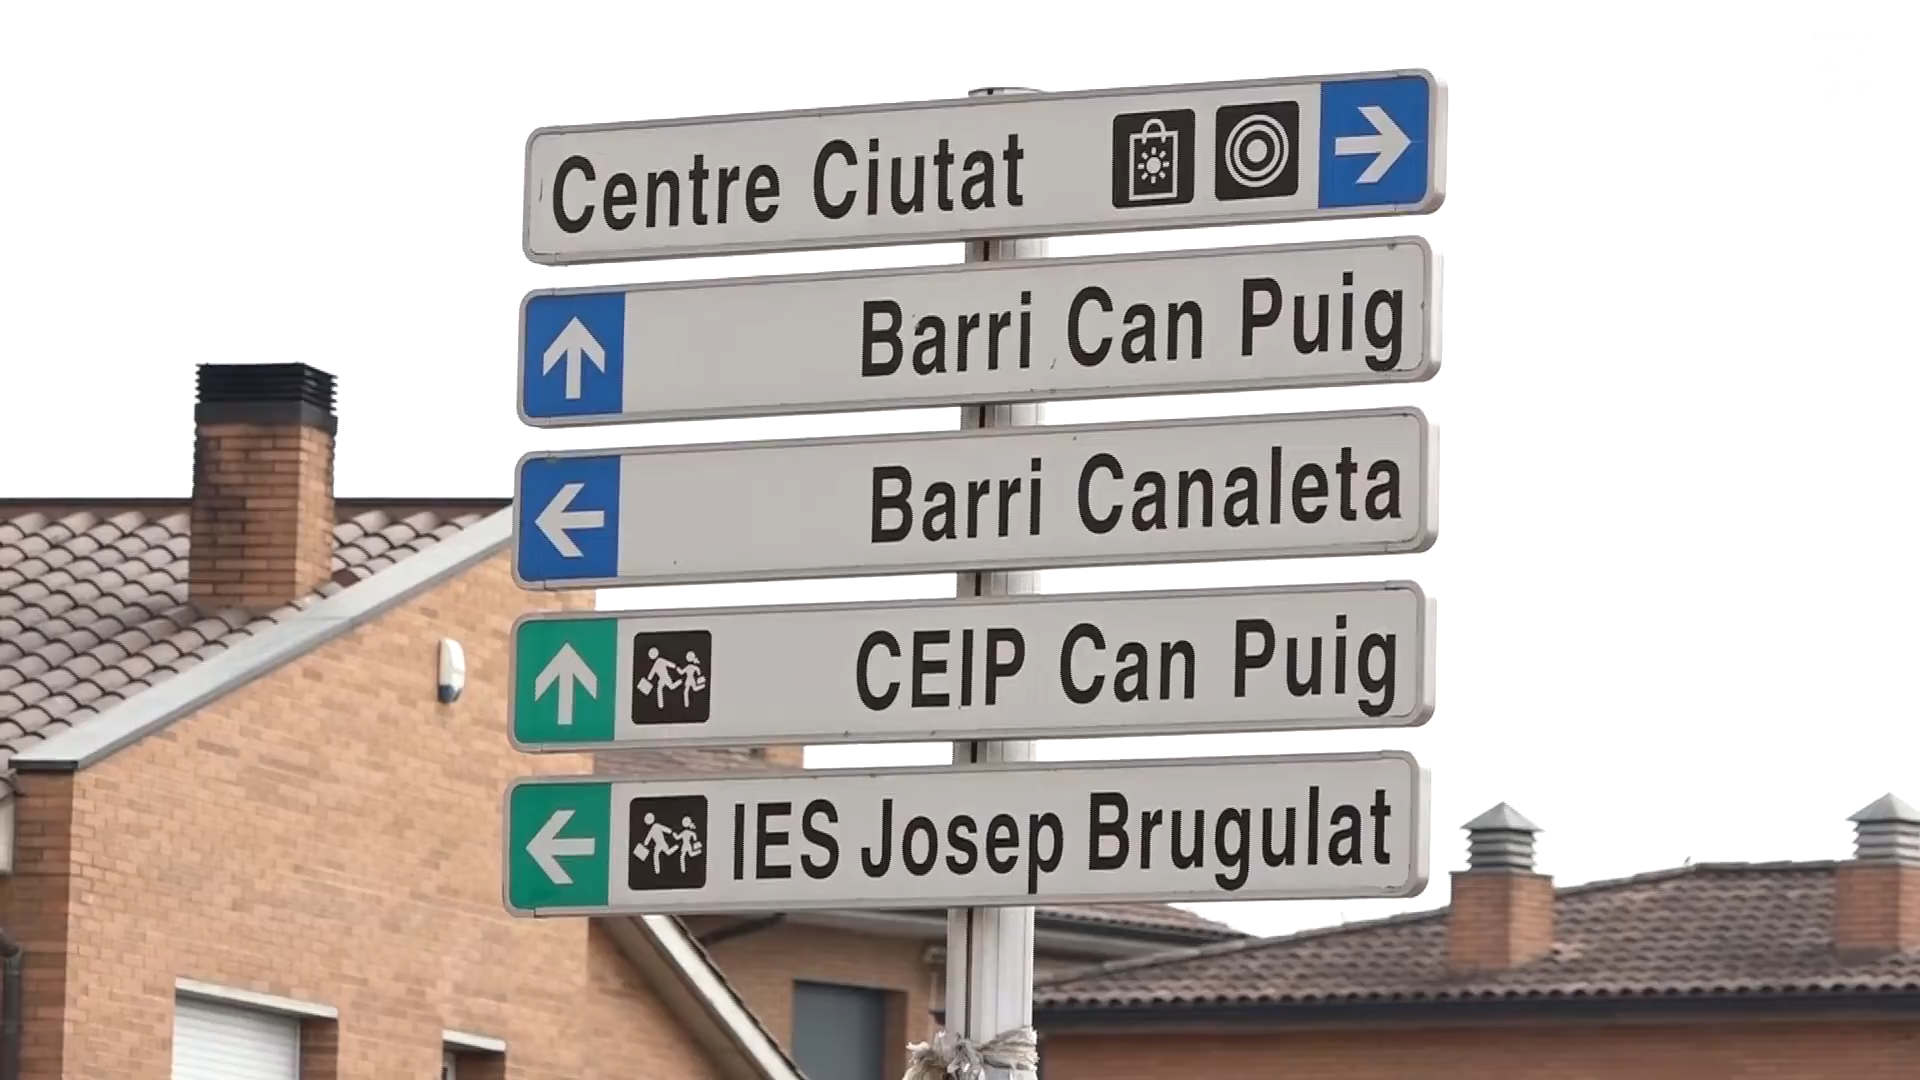 Centre Ciutat
Barri Can Puig
Barri Canaleta
CEIP Can Puig
IES Josep Brugulat